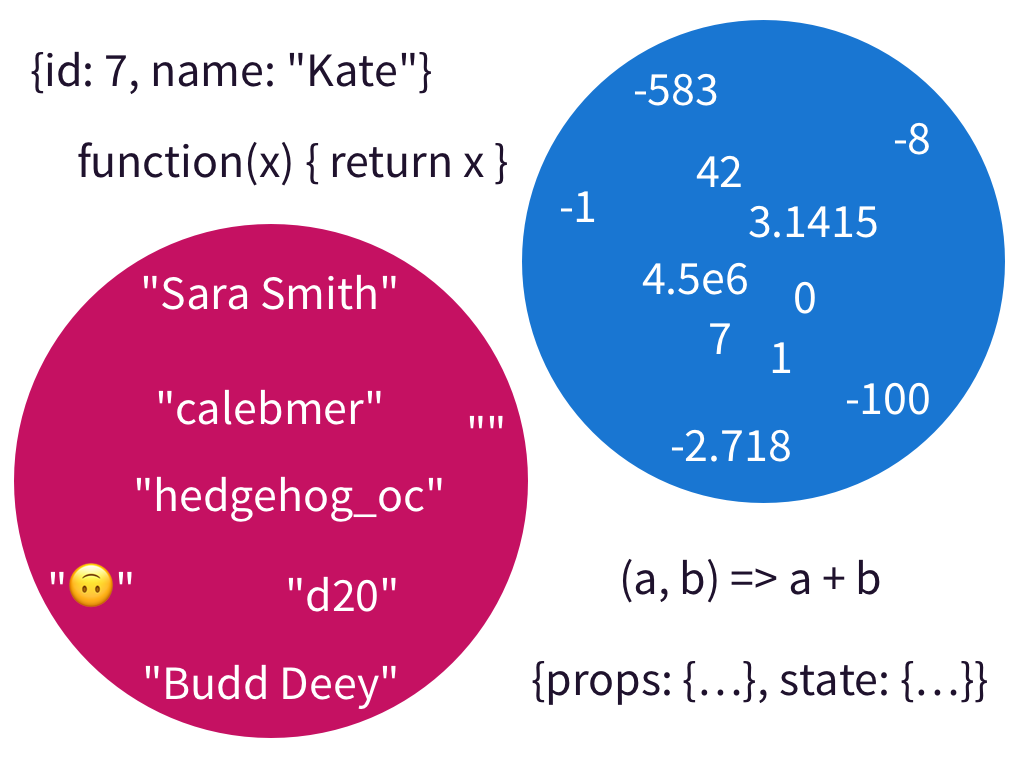 {id: 7, name: "Kate"}
function(x) { return x }
"Sara Smith"
"calebmer"
""
"hedgehog_oc"
"🙃"
"d20"
"Budd Deey"
-583
-8
42
-1
3.1415
4.5e6
0
7
1
-100
-2.718
(a, b) => a + b
{props: {…}, state: {…}}